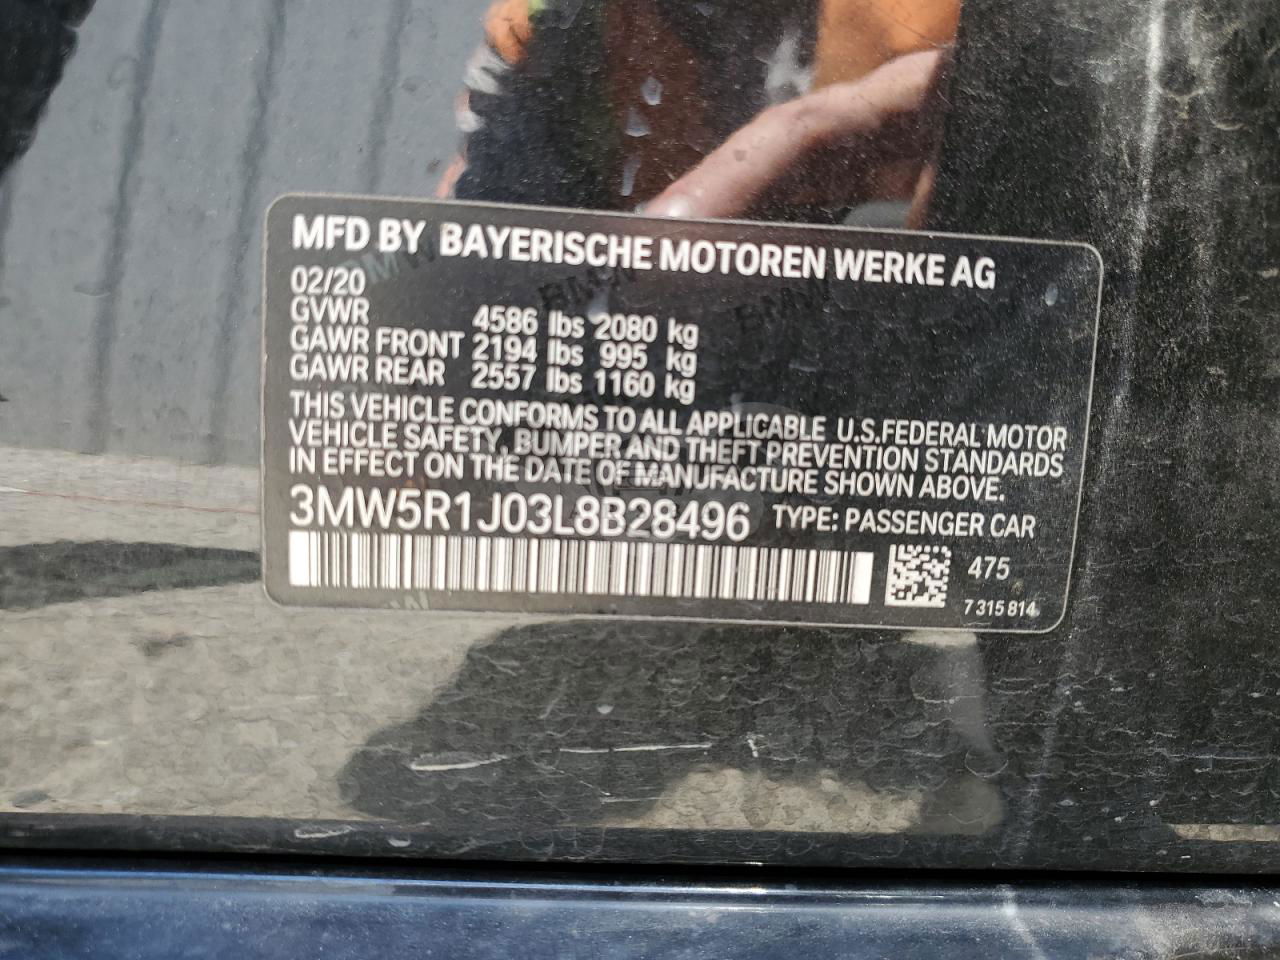 MFD BY BAYERISCHE MOTOREN WERKE AG
02/20
GVWR 4586 lbs 2080 kg
GAWR FRONT 2194 lbs 995 kg
GAWR REAR 2557 lbs 1160 kg
THIS VEHICLE CONFORMS TO ALL APPLICABLE U.S.FEDERAL MOTOR
VEHICLE SAFETY, BUMPER AND THEFT PREVENTION STANDARDS
IN EFFECT ON THE DATE OF MANUFACTURE SHOWN ABOVE.
3MW5R1J03L8B28496 TYPE: PASSENGER CAR
475
7 315 814